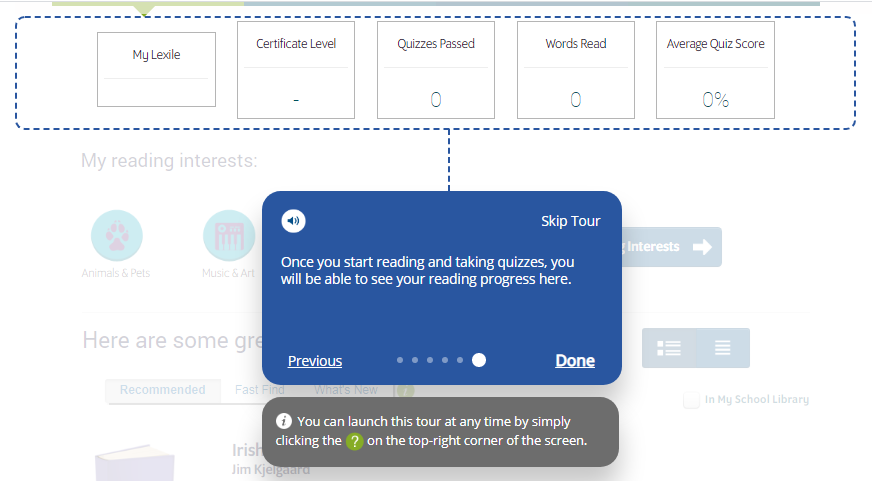 My Lexile
Certificate Level
-
Quizzes Passed
0
Words Read
0
Average Quiz Score
0%
My reading interests:
Animals & Pets
Music & Art
Interests
Skip Tour
Once you start reading and taking quizzes, you
will be able to see your reading progress here.
Previous
Done
Here are some
Recommended
Fast Find
What's New
In My School Library
i You can launch this tour at any time by simply
clicking the ? on the top-right corner of the screen.
Irish
Jim Kjelgaard